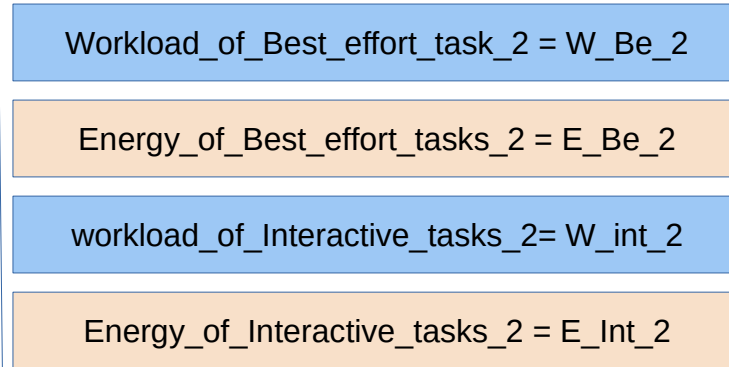 Workload_of_Best_effort_task_2 = W_Be_2
Energy_of_Best_effort_tasks_2 = E_Be_2
workload_of_Interactive_tasks_2= W_int_2
Energy_of_Interactive_tasks_2 = E_Int_2